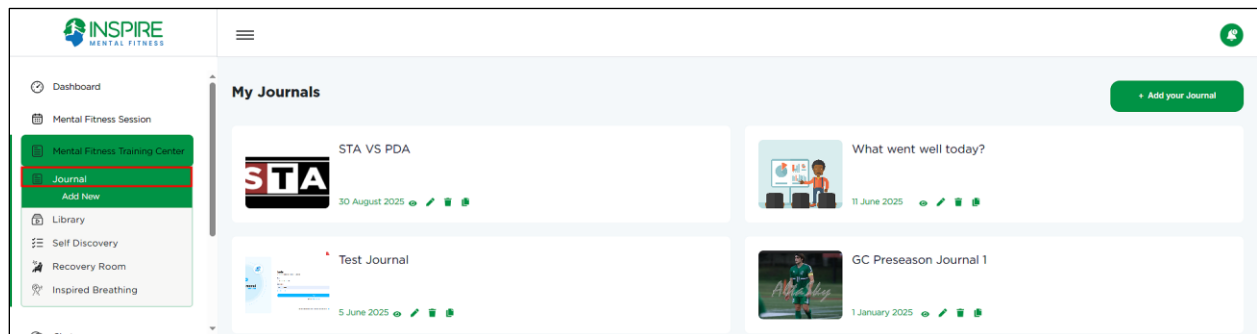 INSPIRE
MENTAL FITNESS
Dashboard
Mental Fitness Session
Mental Fitness Training Center
Journal
Add New
Library
Self Discovery
Recovery Room
Inspired Breathing
My Journals
+ Add your Journal
STA VS PDA
STA
30 August 2025
What went well today?
11 June 2025
Test Journal
5 June 2025
GC Preseason Journal 1
1 January 2025